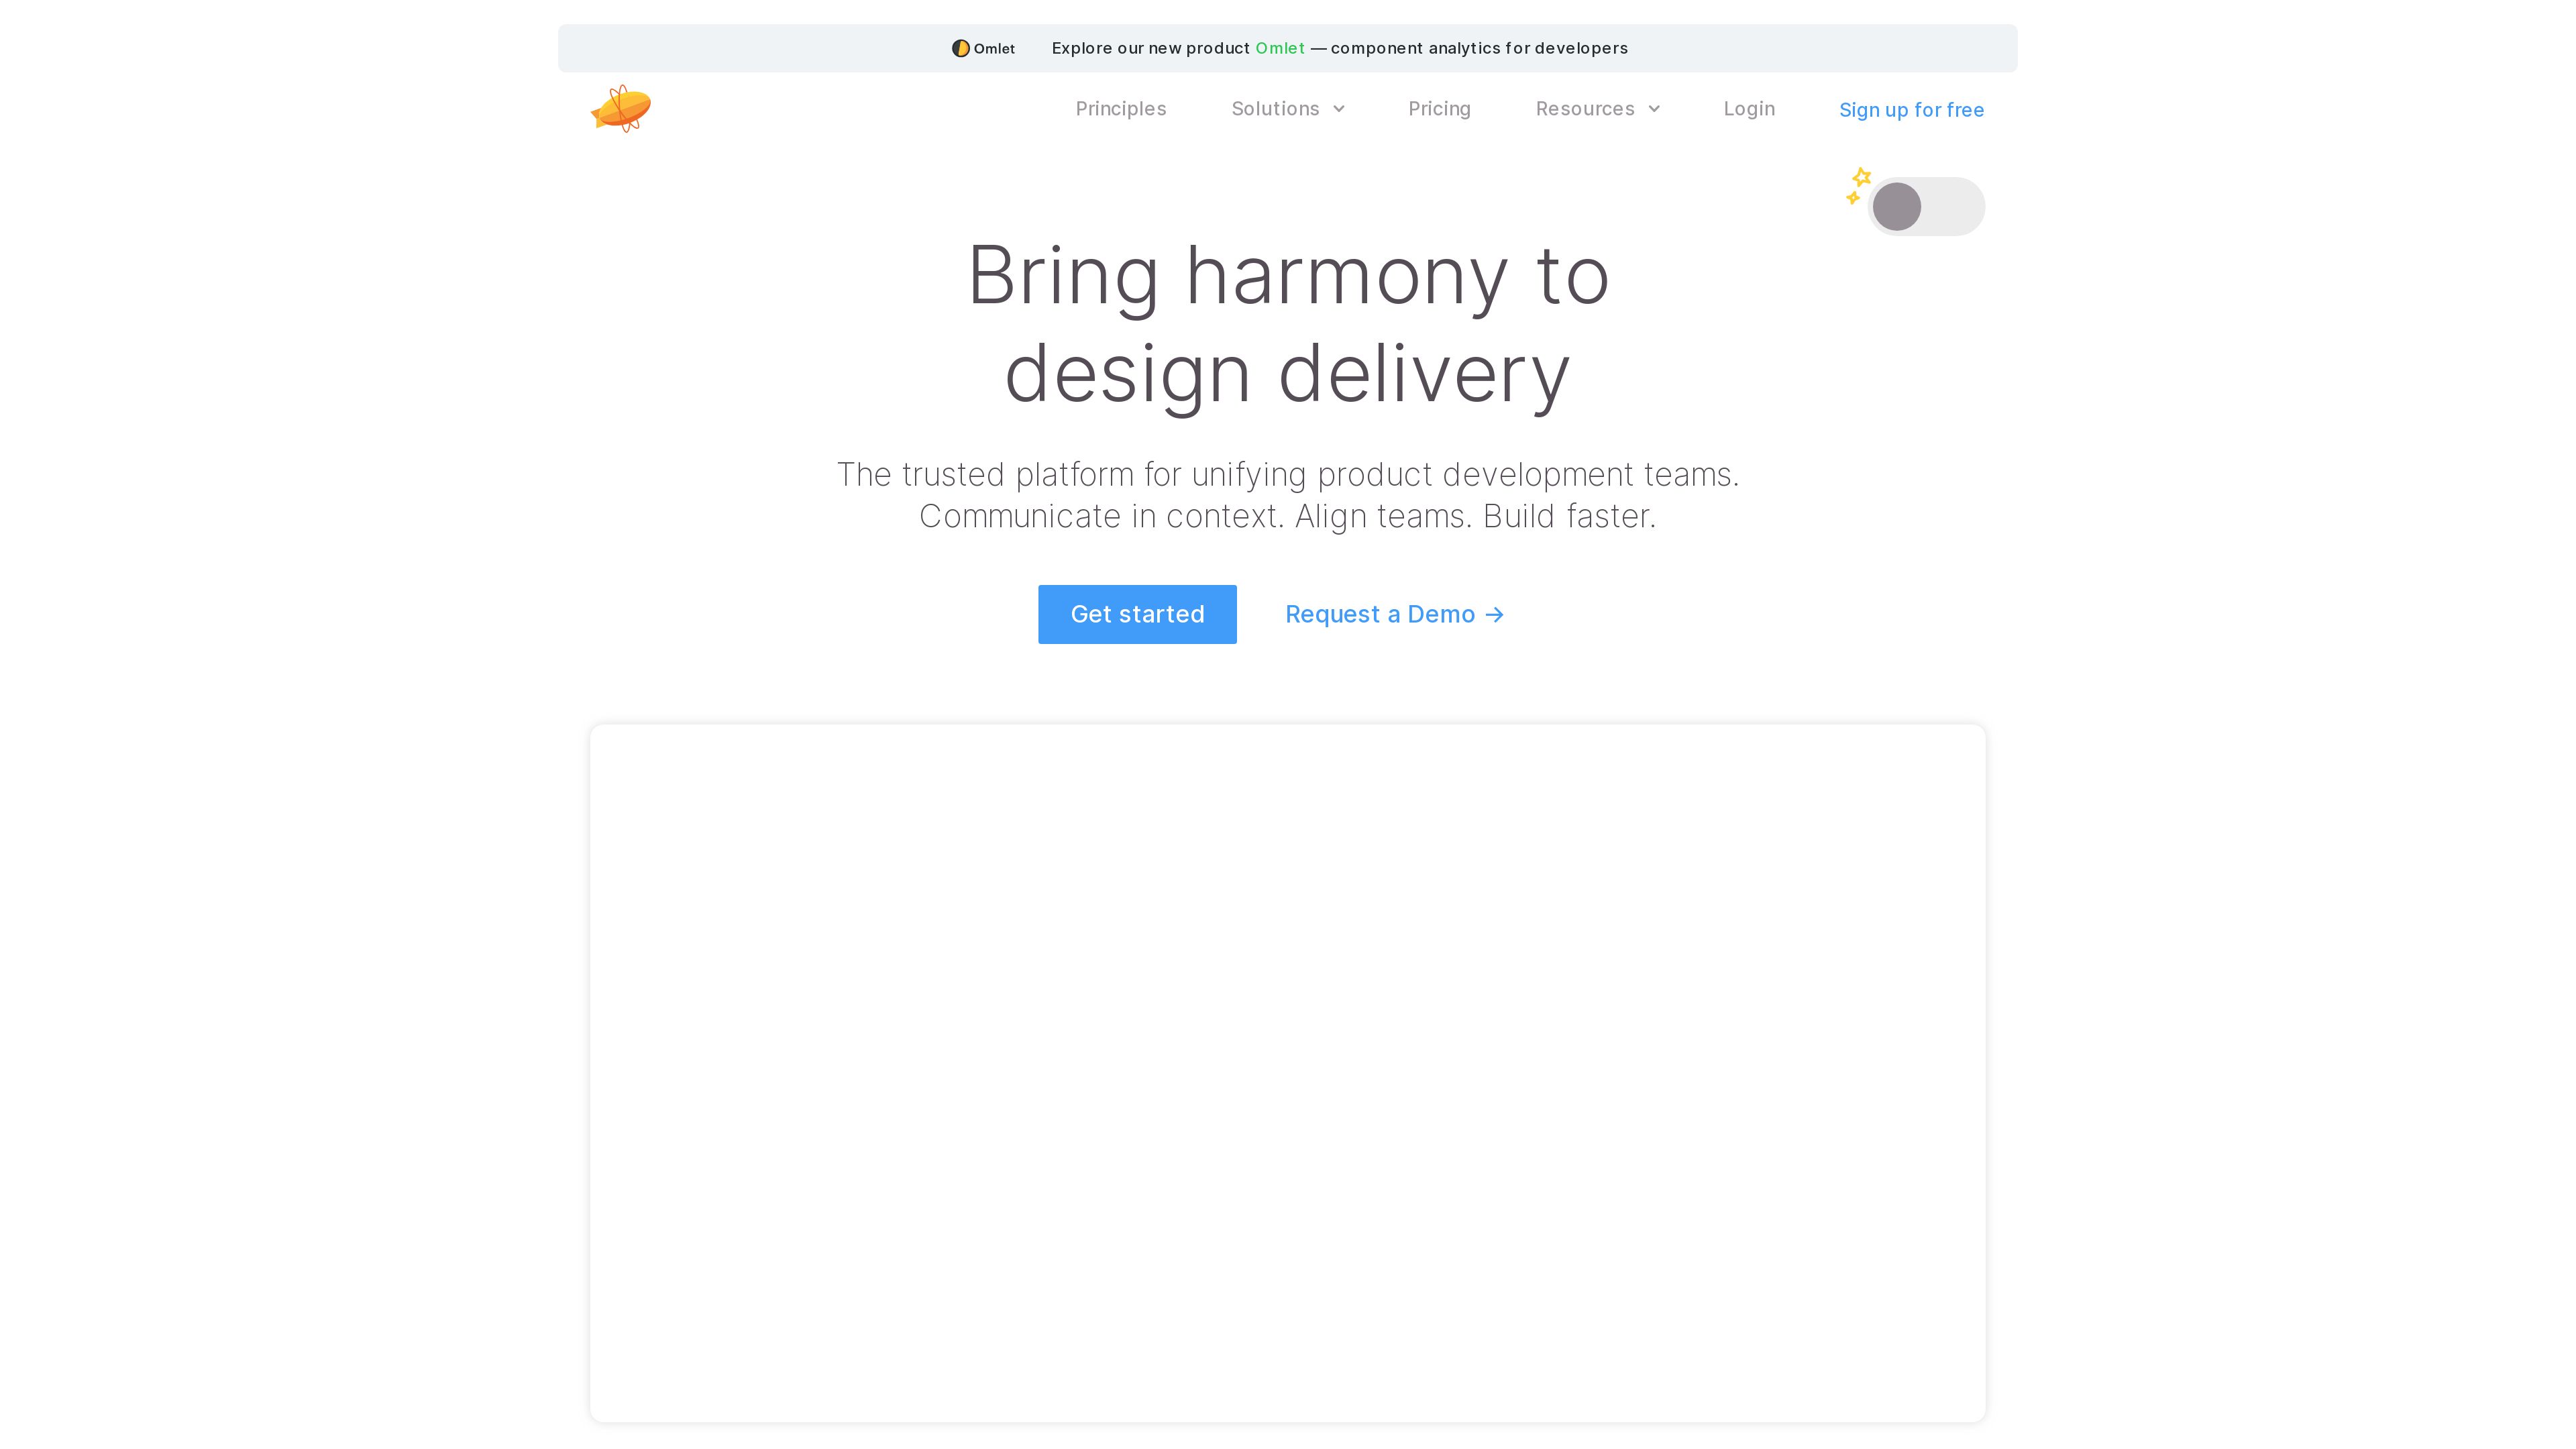 Omlet Explore our new product Omlet — component analytics for developers
Principles Solutions Pricing Resources Login Sign up for free
Bring harmony to
design delivery
The trusted platform for unifying product development teams.
Communicate in context. Align teams. Build faster.
Get started Request a Demo →